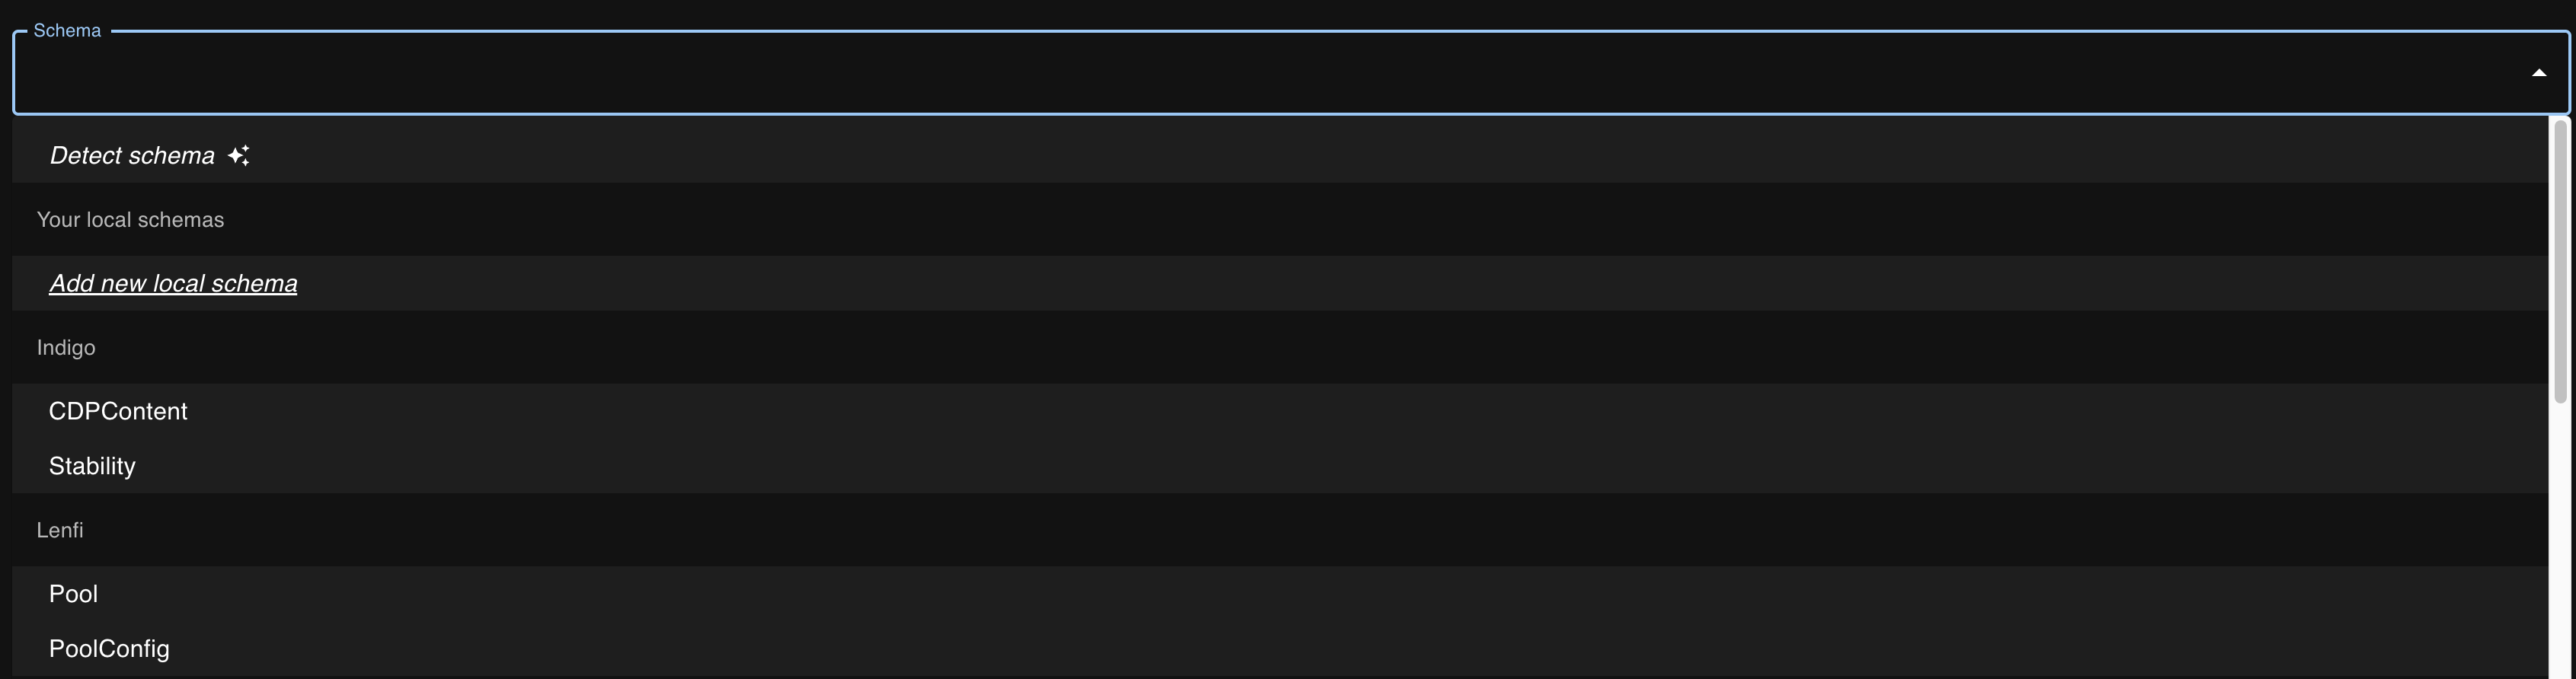 Schema
Detect schema
Your local schemas
Add new local schema
Indigo
CDPContent
Stability
Lenfi
Pool
PoolConfig